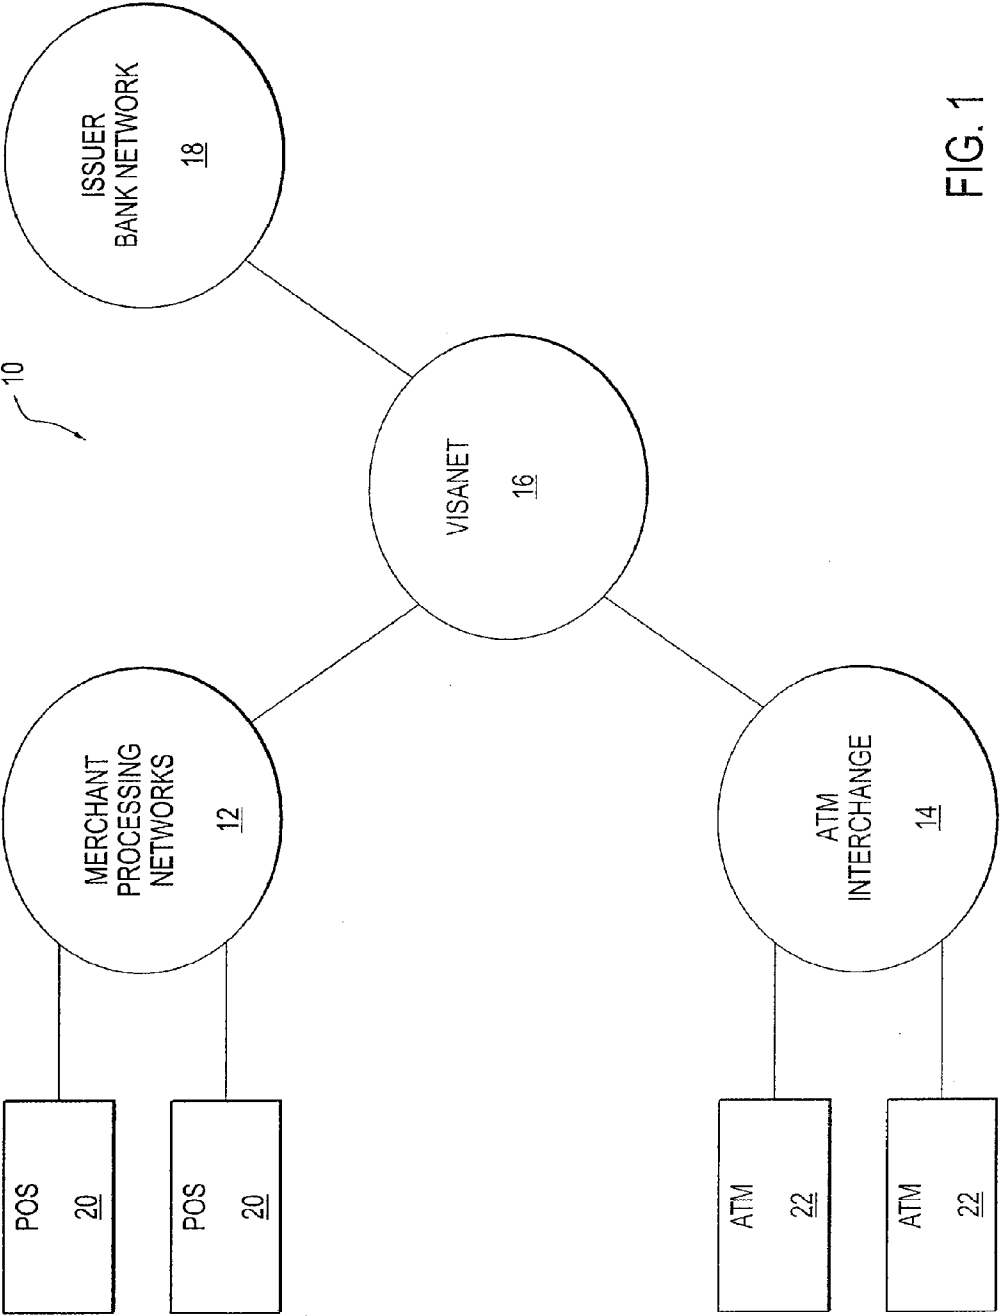 10
POS
20
POS
20
MERCHANT
PROCESSING
NETWORKS
12
ISSUER
BANK NETWORK
18
VISANET
16
ATM
22
ATM
22
ATM
INTERCHANGE
14
FIG. 1